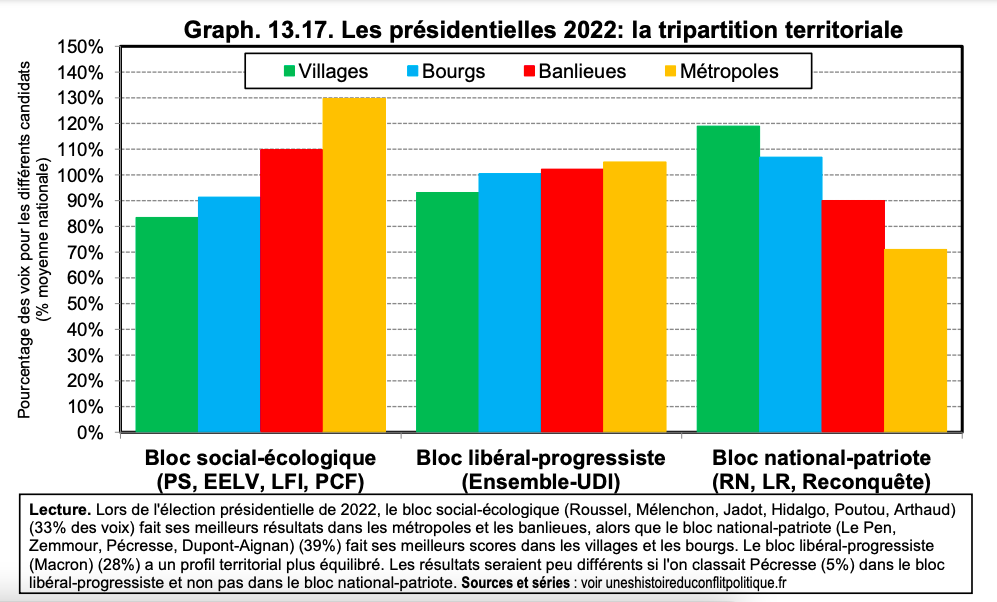 Graph. 13.17. Les présidentielles 2022: la tripartition territoriale
Pourcentage des voix pour les différents candidats
(% moyenne nationale)
150%
140%
130%
120%
110%
100%
90%
80%
70%
60%
50%
40%
30%
20%
10%
0%
Villages Bourgs Banlieues Métropoles
Bloc social-écologique
(PS, EELV, LFI, PCF)
Bloc libéral-progressiste
(Ensemble-UDI)
Bloc national-patriote
(RN, LR, Reconquête)
Lecture. Lors de l'élection présidentielle de 2022, le bloc social-écologique (Roussel, Mélenchon, Jadot, Hidalgo, Poutou, Arthaud)
(33% des voix) fait ses meilleurs résultats dans les métropoles et les banlieues, alors que le bloc national-patriote (Le Pen,
Zemmour, Pécresse, Dupont-Aignan) (39%) fait ses meilleurs scores dans les villages et les bourgs. Le bloc libéral-progressiste
(Macron) (28%) a un profil territorial plus équilibré. Les résultats seraient peu différents si l'on classait Pécresse (5%) dans le bloc
libéral-progressiste et non pas dans le bloc national-patriote. Sources et séries : voir uneshistoireduconflitpolitique.fr